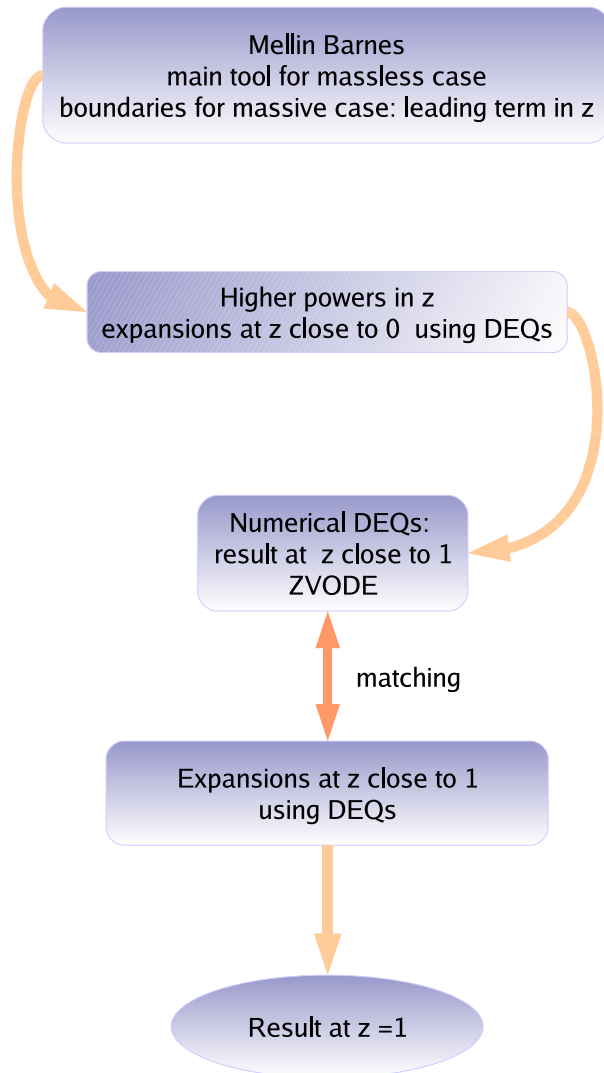 Mellin Barnes
main tool for massless case
boundaries for massive case: leading term in z
Higher powers in z
expansions at z close to 0 using DEQs
Numerical DEQs:
result at z close to 1
ZVODE
matching
Expansions at z close to 1
using DEQs
Result at z =1